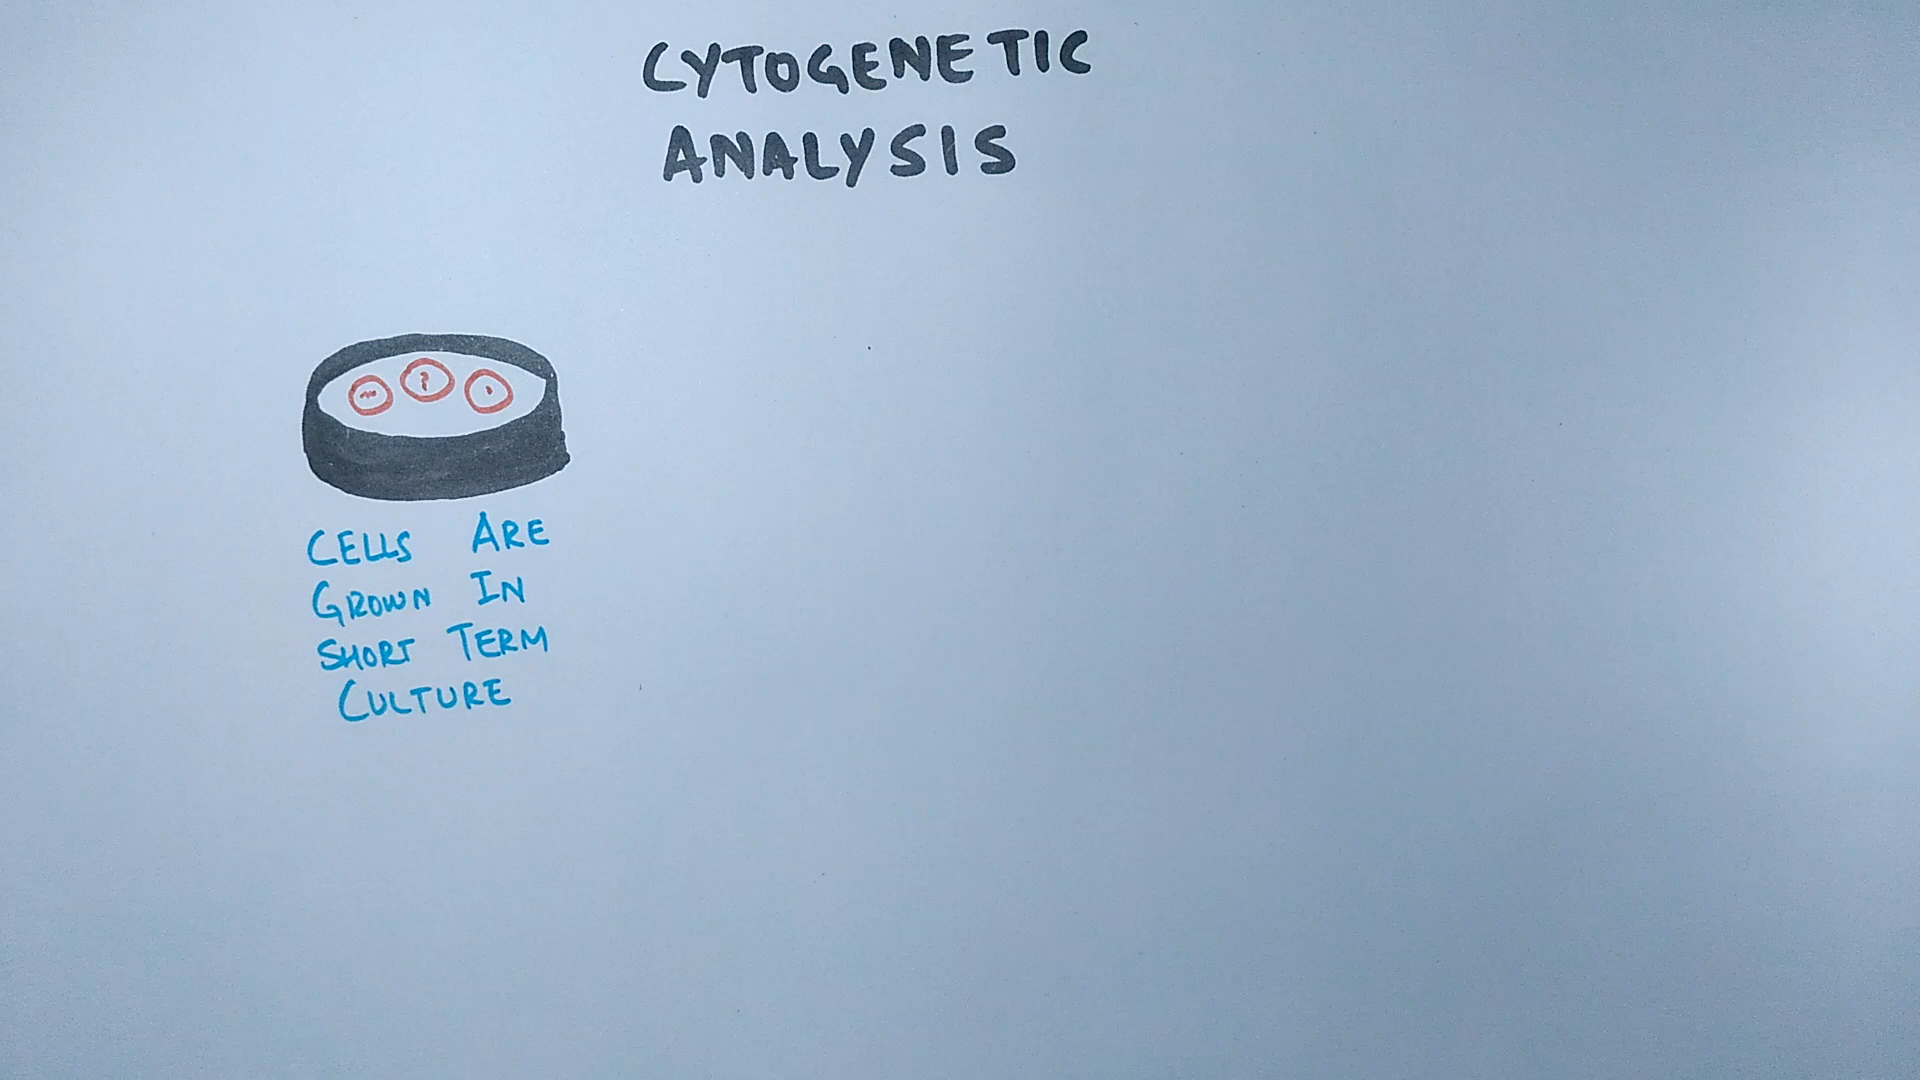 CYTOGENETIC
ANALYSIS
CELLS ARE
GROWN IN
SHORT TERM
CULTURE